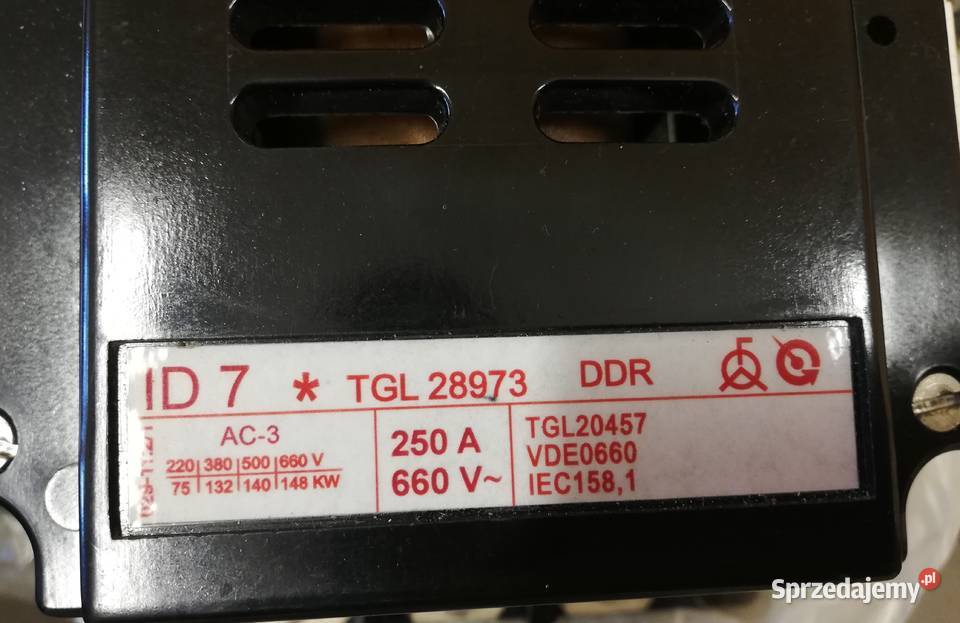 ID 7 * TGL 28973 DDR
AC-3
220 380 500 660 V
75 132 140 148 KW
250 A
660 V~
TGL20457
VDE0660
IEC158,1
Sprzedajemy.pl